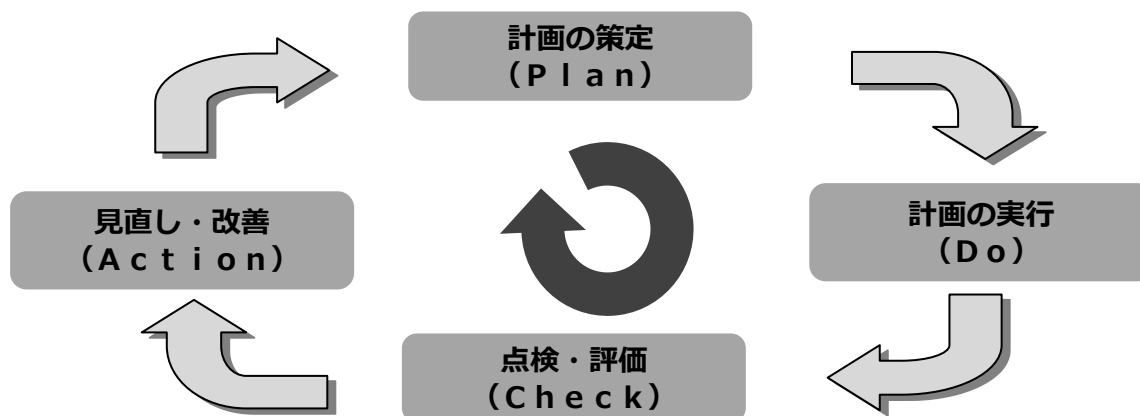 計画の策定
（Ｐｌａｎ）
計画の実行
（Ｄｏ）
点検・評価
（Ｃｈｅｃｋ）
見直し・改善
（Ａｃｔｉｏｎ）